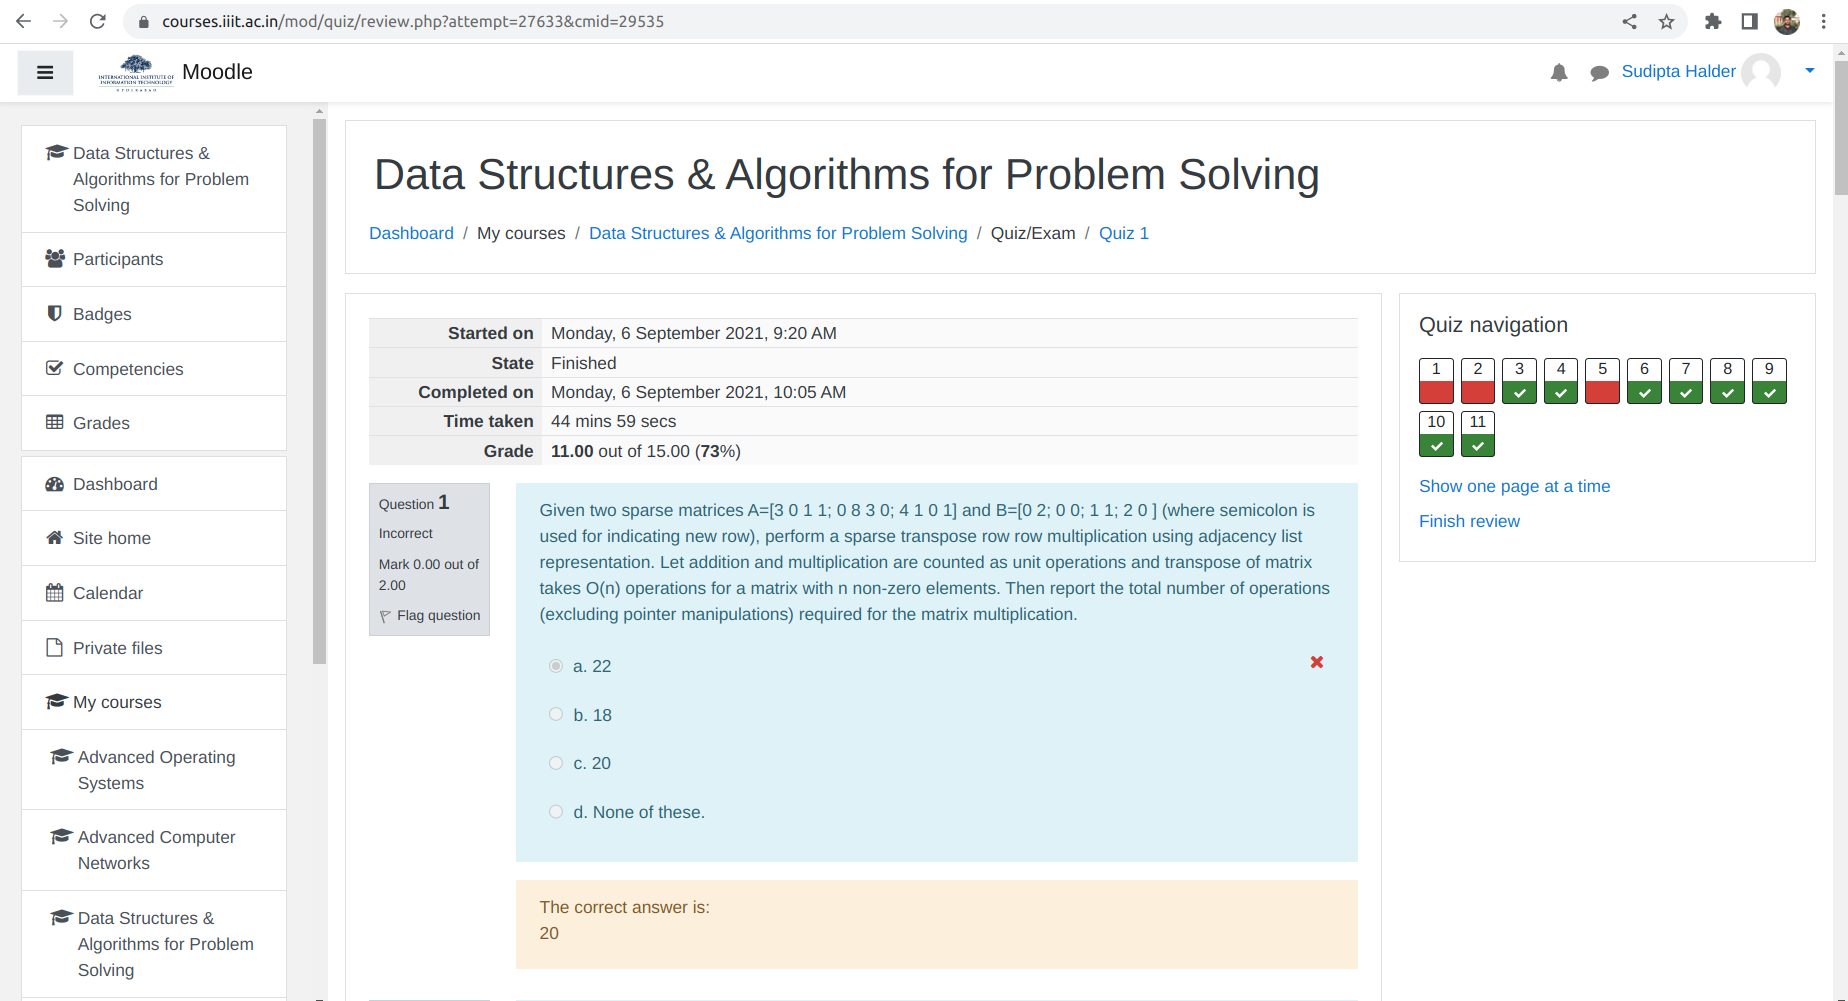 courses.iiit.ac.in/mod/quiz/review.php?attempt=27633&cmid=29535
INTERNATIONAL INSTITUTE OF
INFORMATION TECHNOLOGY
HYDERABAD
Moodle
Sudipta Halder
Data Structures &
Algorithms for Problem
Solving
Participants
Badges
Competencies
Grades
Dashboard
Site home
Calendar
Private files
My courses
Advanced Operating
Systems
Advanced Computer
Networks
Data Structures &
Algorithms for Problem
Solving
Data Structures & Algorithms for Problem Solving
Dashboard / My courses / Data Structures & Algorithms for Problem Solving / Quiz/Exam / Quiz 1
Started on Monday, 6 September 2021, 9:20 AM
State Finished
Completed on Monday, 6 September 2021, 10:05 AM
Time taken 44 mins 59 secs
Grade 11.00 out of 15.00 (73%)
Question 1
Incorrect
Mark 0.00 out of
2.00
Flag question
Given two sparse matrices A=[3 0 1 1; 0 8 3 0; 4 1 0 1] and B=[0 2; 0 0; 1 1; 2 0 ] (where semicolon is
used for indicating new row), perform a sparse transpose row row multiplication using adjacency list
representation. Let addition and multiplication are counted as unit operations and transpose of matrix
takes O(n) operations for a matrix with n non-zero elements. Then report the total number of operations
(excluding pointer manipulations) required for the matrix multiplication.
a. 22
b. 18
c. 20
d. None of these.
The correct answer is:
20
Quiz navigation
1 2 3 4 5 6 7 8 9
10 11
Show one page at a time
Finish review